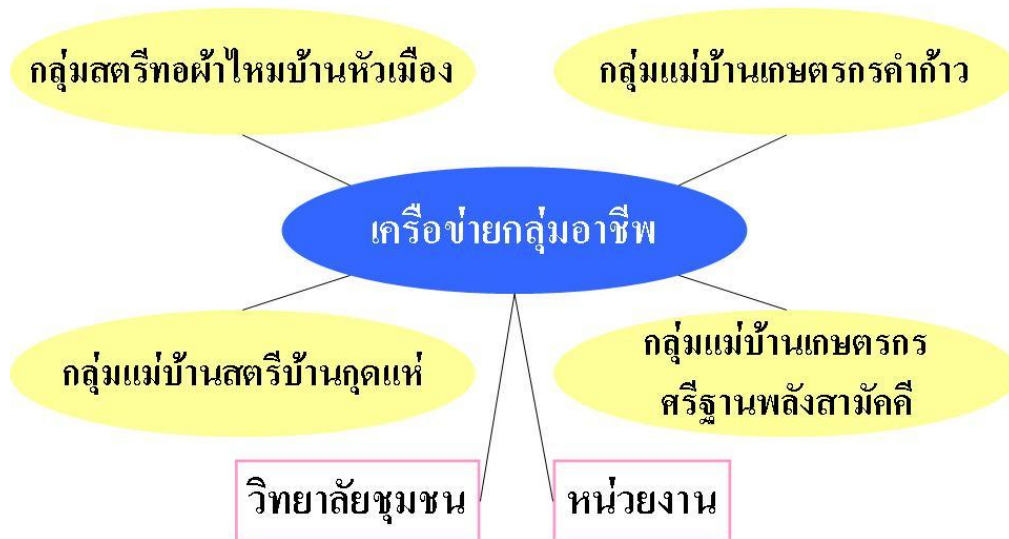 กลุ่มสตรีทอผ้าไหมบ้านหัวเมือง
กลุ่มแม่บ้านเกษตรกรคำก้าว
เครือข่ายกลุ่มอาชีพ
กลุ่มแม่บ้านสตรีบ้านกุดแห่
กลุ่มแม่บ้านเกษตรกร
ศรีฐานพลังสามัคคี
วิทยาลัยชุมชน
หน่วยงาน